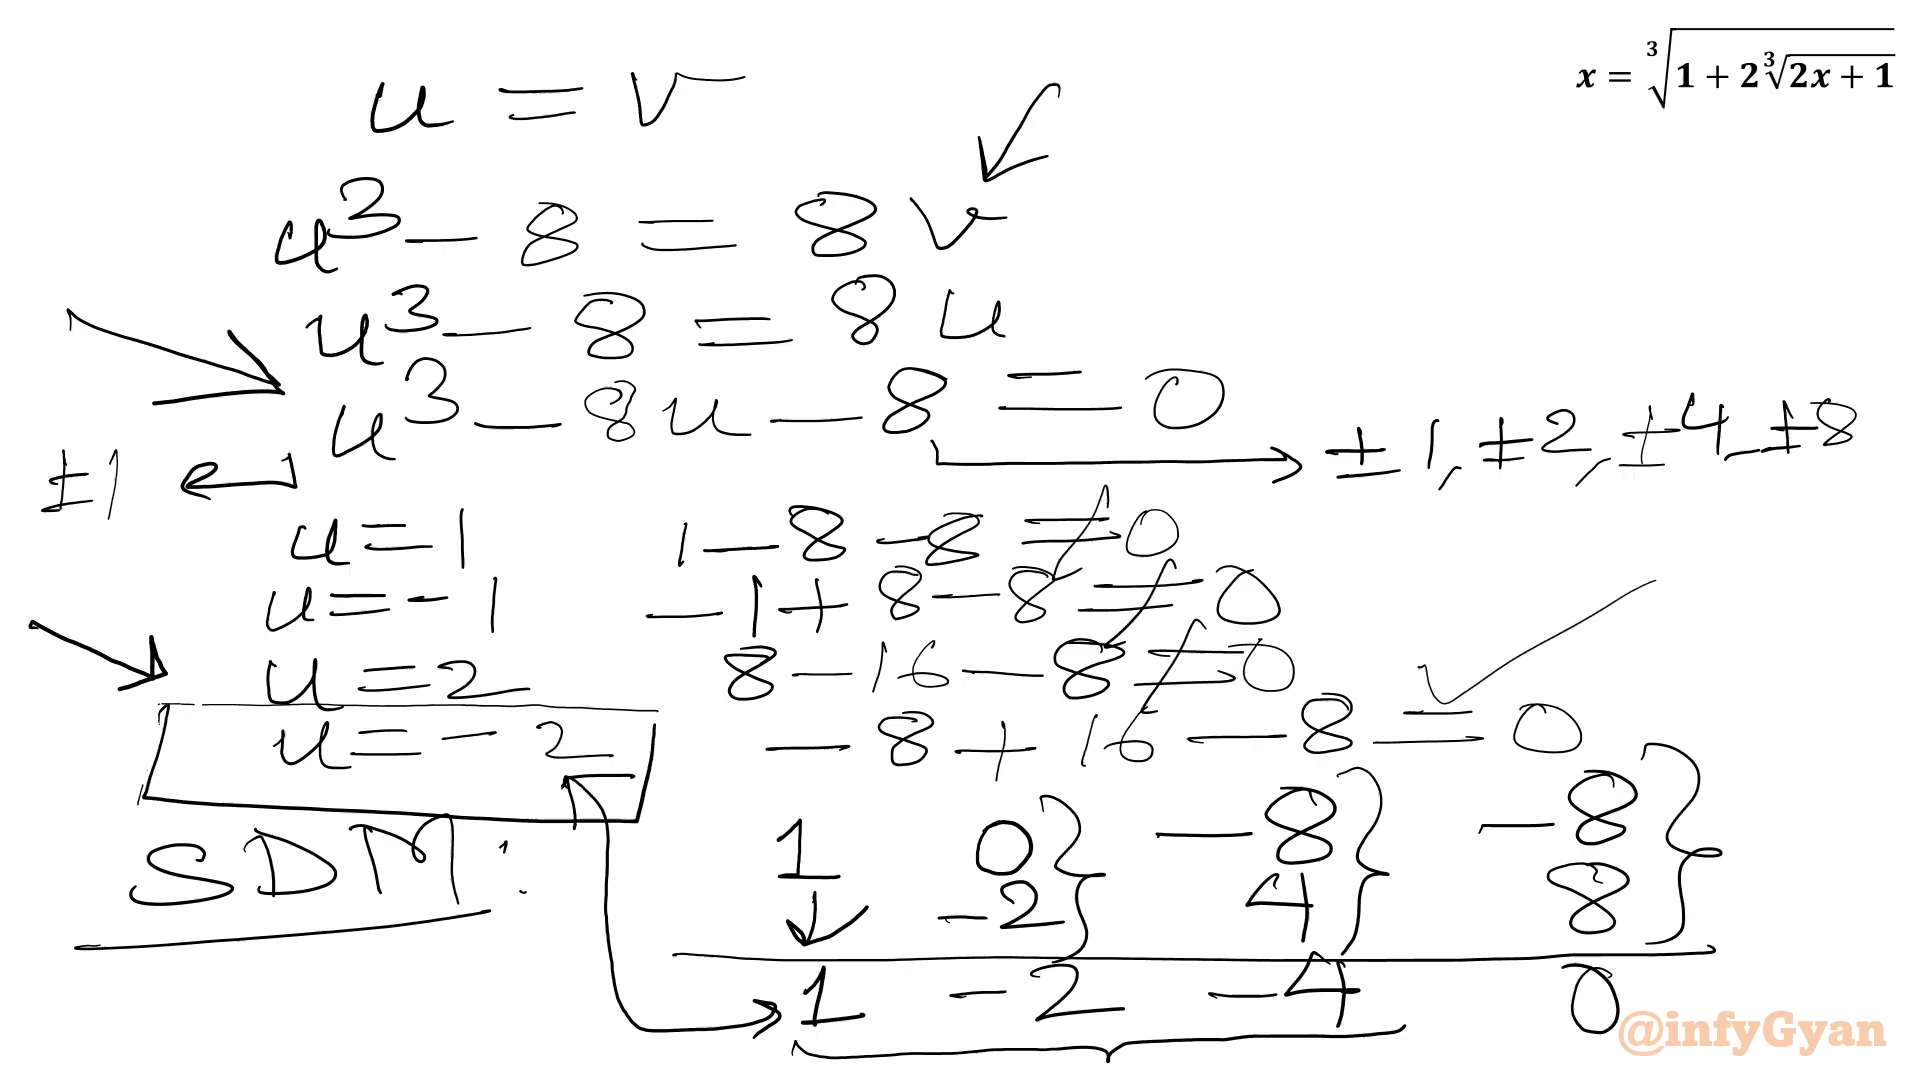 x = ∛(1 + 2∛(2x + 1))
u = v
u³ - 8 = 8v
u³ - 8 = 8u
u³ - 8u - 8 = 0
±1
±1, ±2, ±4, ±8
u = 1 1 - 8 - 8 ≠ 0
u = -1 -1 + 8 - 8 ≠ 0
u = 2 8 - 16 - 8 ≠ 0
u = -2 -8 + 16 - 8 = 0
SDM:
1 0 -8 -8
-2 4 8
1 -2 -4 0
@infyGyan